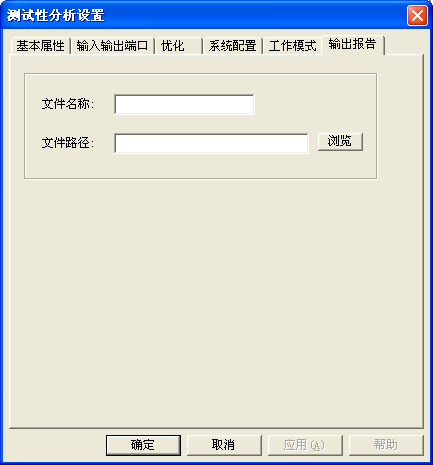 测试性分析设置
基本属性 输入输出端口 优化 系统配置 工作模式 输出报告
文件名称:
文件路径: 浏览
确定 取消 应用(A) 帮助